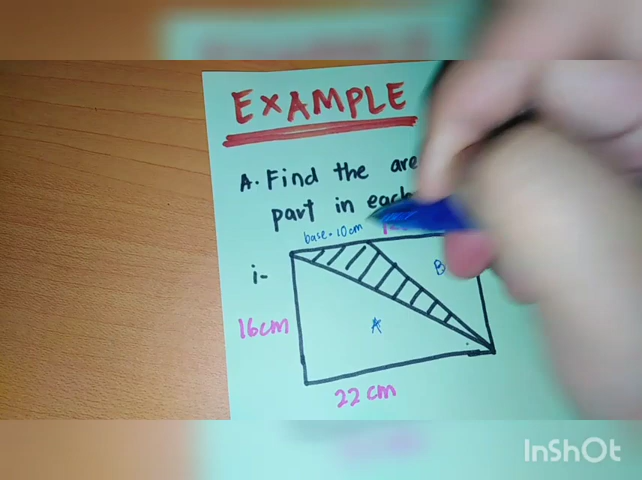 EXAMPLE
A. Find the are
part in each
base = 10cm
i-
B
16cm
A
22 cm
InShOt